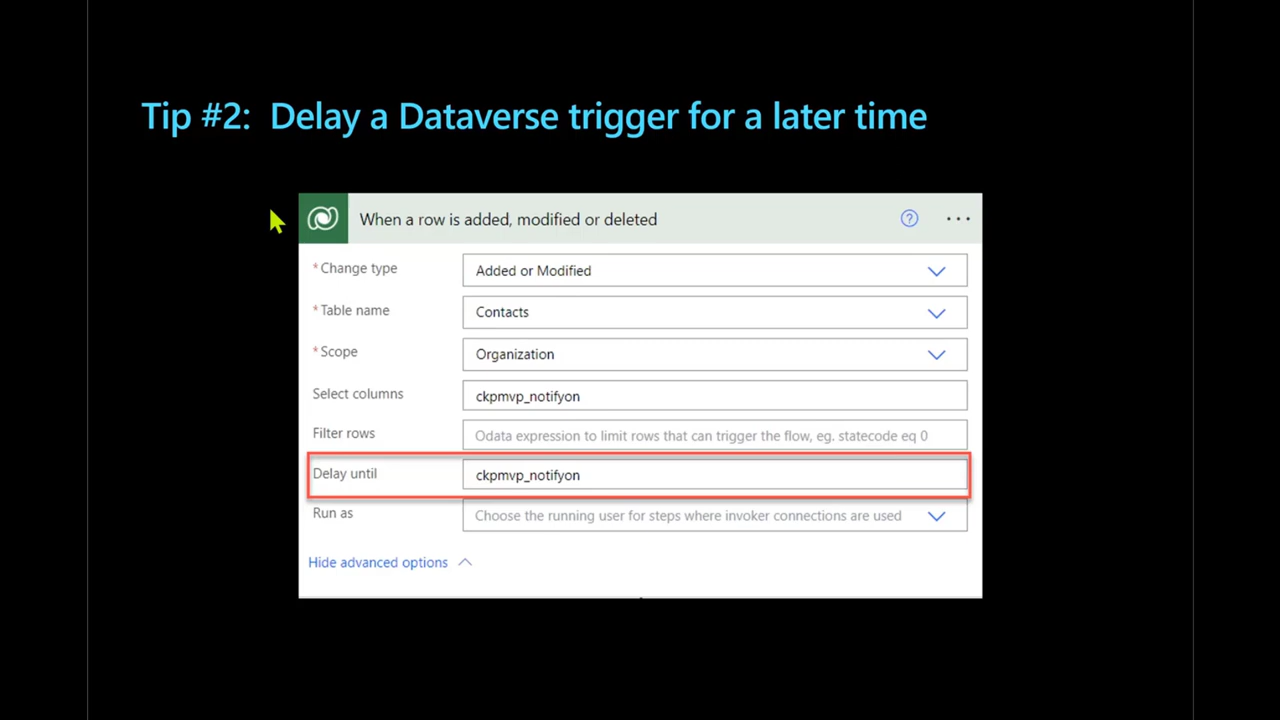 Tip #2: Delay a Dataverse trigger for a later time
When a row is added, modified or deleted
* Change type Added or Modified
* Table name Contacts
* Scope Organization
Select columns ckpmvp_notifyon
Filter rows Odata expression to limit rows that can trigger the flow, eg. statecode eq 0
Delay until ckpmvp_notifyon
Run as Choose the running user for steps where invoker connections are used
Hide advanced options